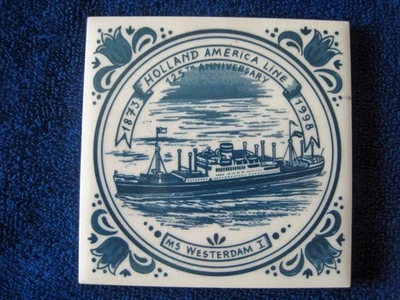 HOLLAND AMERICA LINE
125TH ANNIVERSARY
1873
1998
MS WESTERDAM I